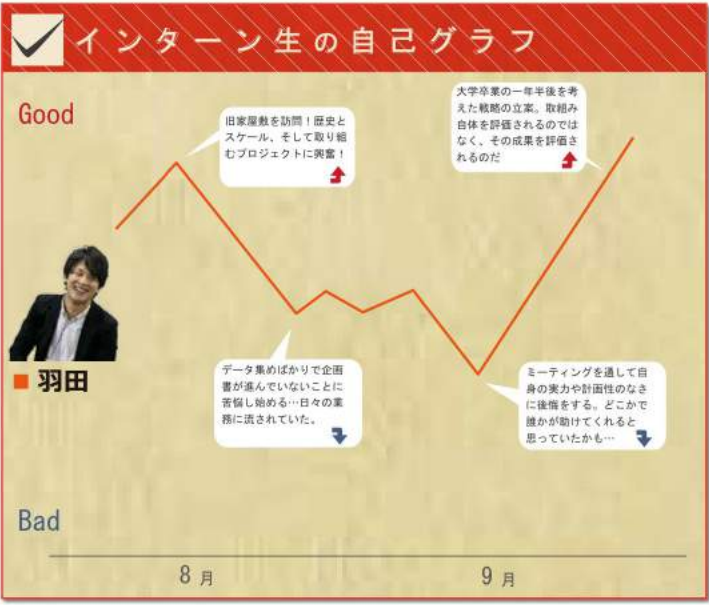 インターン生の自己グラフ
Good
旧家屋敷を訪問！歴史と
スケール、そして取り組
むプロジェクトに興奮！
大学卒業の一年半後を考
えた戦略の立案。取組み
自体を評価されるのでは
なく、その成果を評価さ
れるのだ
羽田
データ集めばかりで企画
書が進んでいないことに
苦悩し始める…日々の業
務に流されていた。
ミーティングを通して自
身の実力や計画性のなさ
に後悔をする。どこかで
誰かが助けてくれると
思っていたかも…
Bad
8月
9月